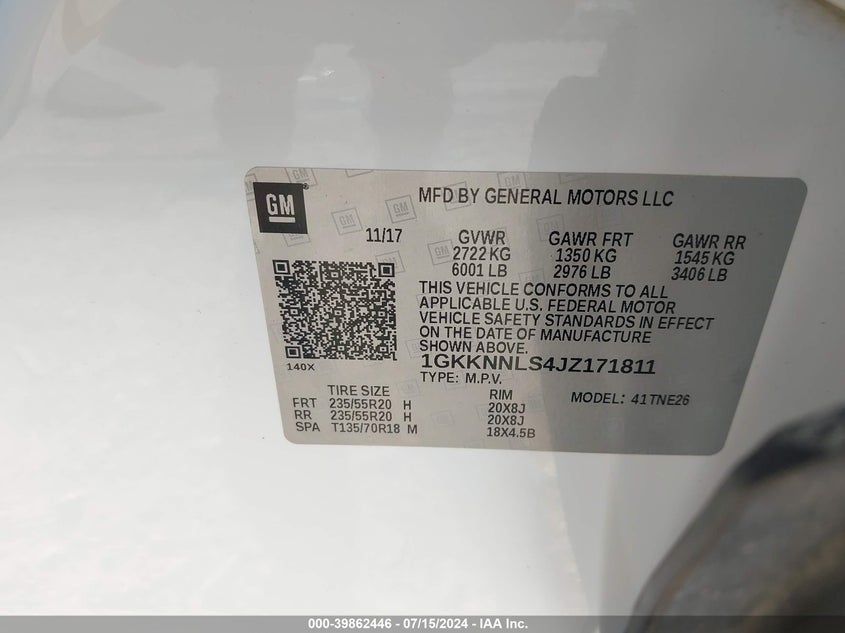 GM
MFD BY GENERAL MOTORS LLC
11/17
GVWR GAWR FRT GAWR RR
2722 KG 1350 KG 1545 KG
6001 LB 2976 LB 3406 LB
THIS VEHICLE CONFORMS TO ALL
APPLICABLE U.S. FEDERAL MOTOR
VEHICLE SAFETY STANDARDS IN EFFECT
ON THE DATE OF MANUFACTURE
SHOWN ABOVE.
140X
1GKKNNLS4JZ171811
TYPE: M.P.V.
TIRE SIZE RIM MODEL: 41TNE26
FRT 235/55R20 H 20X8J
RR 235/55R20 H 20X8J
SPA T135/70R18 M 18X4.5B
000-39862446 - 07/15/2024 - IAA Inc.